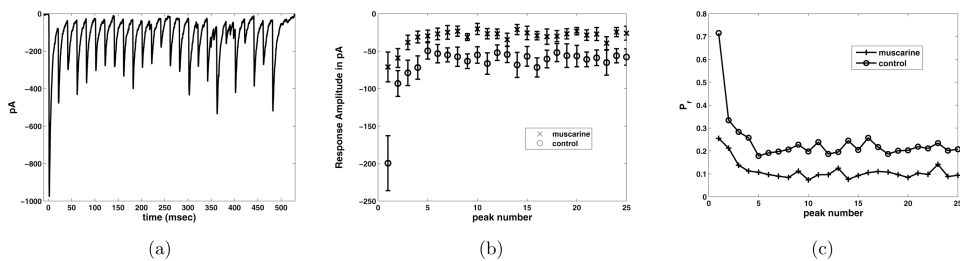 0
−200
−400
−600
−800
−1000
pA
0 50 100 150 200 250 300 350 400 450 500
time (msec)
(a)
0
−50
−100
−150
−200
−250
Response Amplitude in pA
muscarine
control
0 5 10 15 20 25
peak number
(b)
0.8
0.7
0.6
0.5
0.4
0.3
0.2
0.1
0
Pr
muscarine
control
0 5 10 15 20 25
peak number
(c)